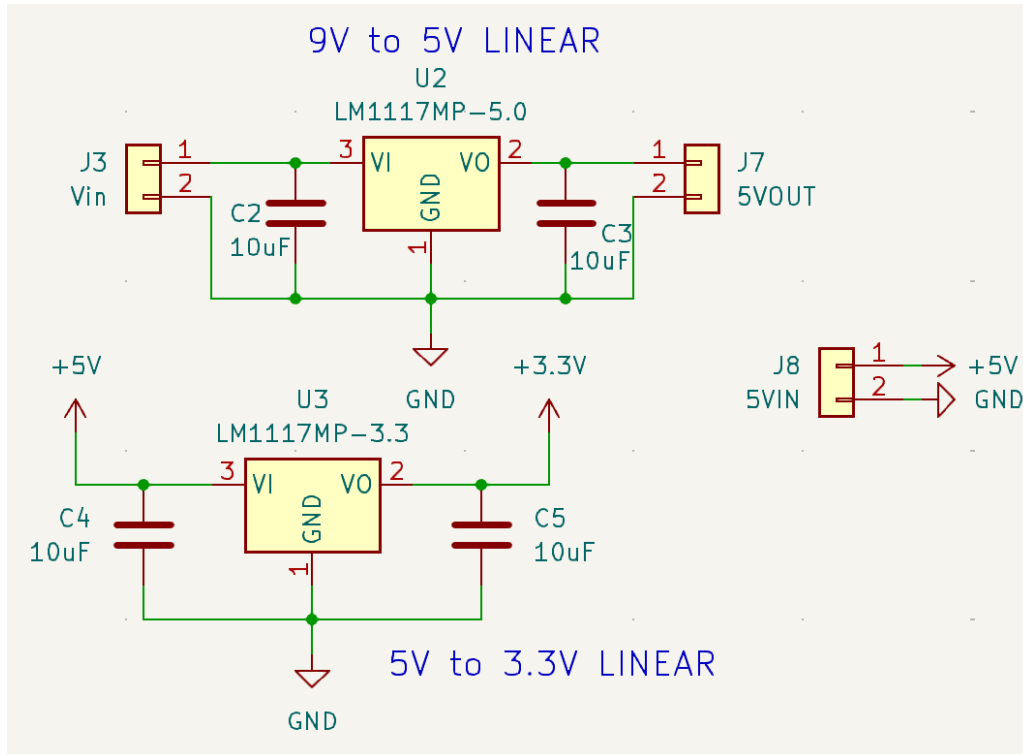 9V to 5V LINEAR
U2
LM1117MP-5.0
J3
Vin
1
2
3
VI
VO
GND
2
1
1
2
J7
5VOUT
C2
10uF
C3
10uF
GND
+5V
+3.3V
J8
5VIN
1
2
+5V
GND
U3
LM1117MP-3.3
3
VI
VO
GND
2
1
C4
10uF
C5
10uF
5V to 3.3V LINEAR
GND